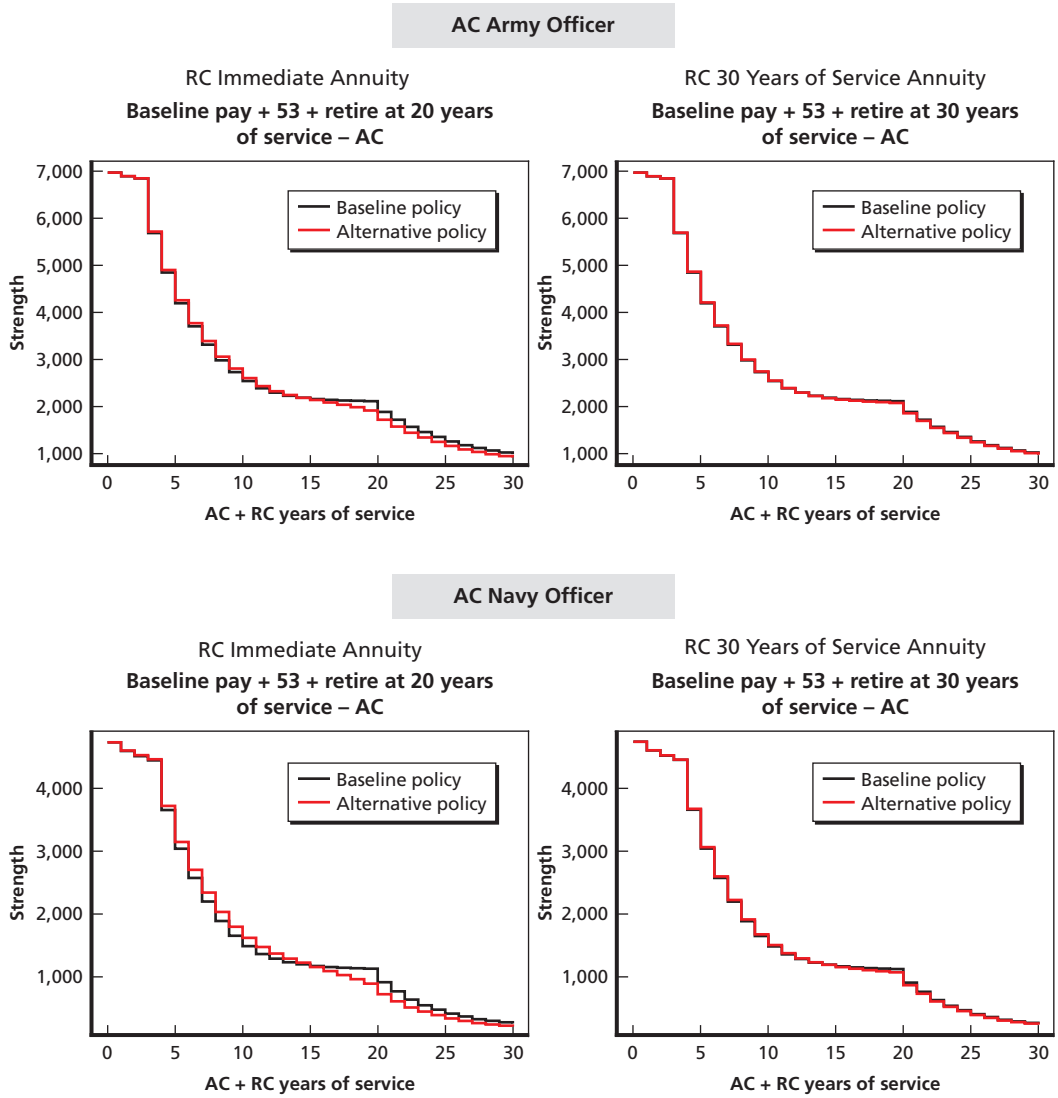 AC Army Officer
RC Immediate Annuity
Baseline pay + 53 + retire at 20 years
of service – AC
7,000
6,000
5,000
4,000
3,000
2,000
1,000
Strength
Baseline policy
Alternative policy
0 5 10 15 20 25 30
AC + RC years of service
RC 30 Years of Service Annuity
Baseline pay + 53 + retire at 30 years
of service – AC
7,000
6,000
5,000
4,000
3,000
2,000
1,000
Strength
Baseline policy
Alternative policy
0 5 10 15 20 25 30
AC + RC years of service
AC Navy Officer
RC Immediate Annuity
Baseline pay + 53 + retire at 20 years
of service – AC
4,000
3,000
2,000
1,000
Strength
Baseline policy
Alternative policy
0 5 10 15 20 25 30
AC + RC years of service
RC 30 Years of Service Annuity
Baseline pay + 53 + retire at 30 years
of service – AC
4,000
3,000
2,000
1,000
Strength
Baseline policy
Alternative policy
0 5 10 15 20 25 30
AC + RC years of service